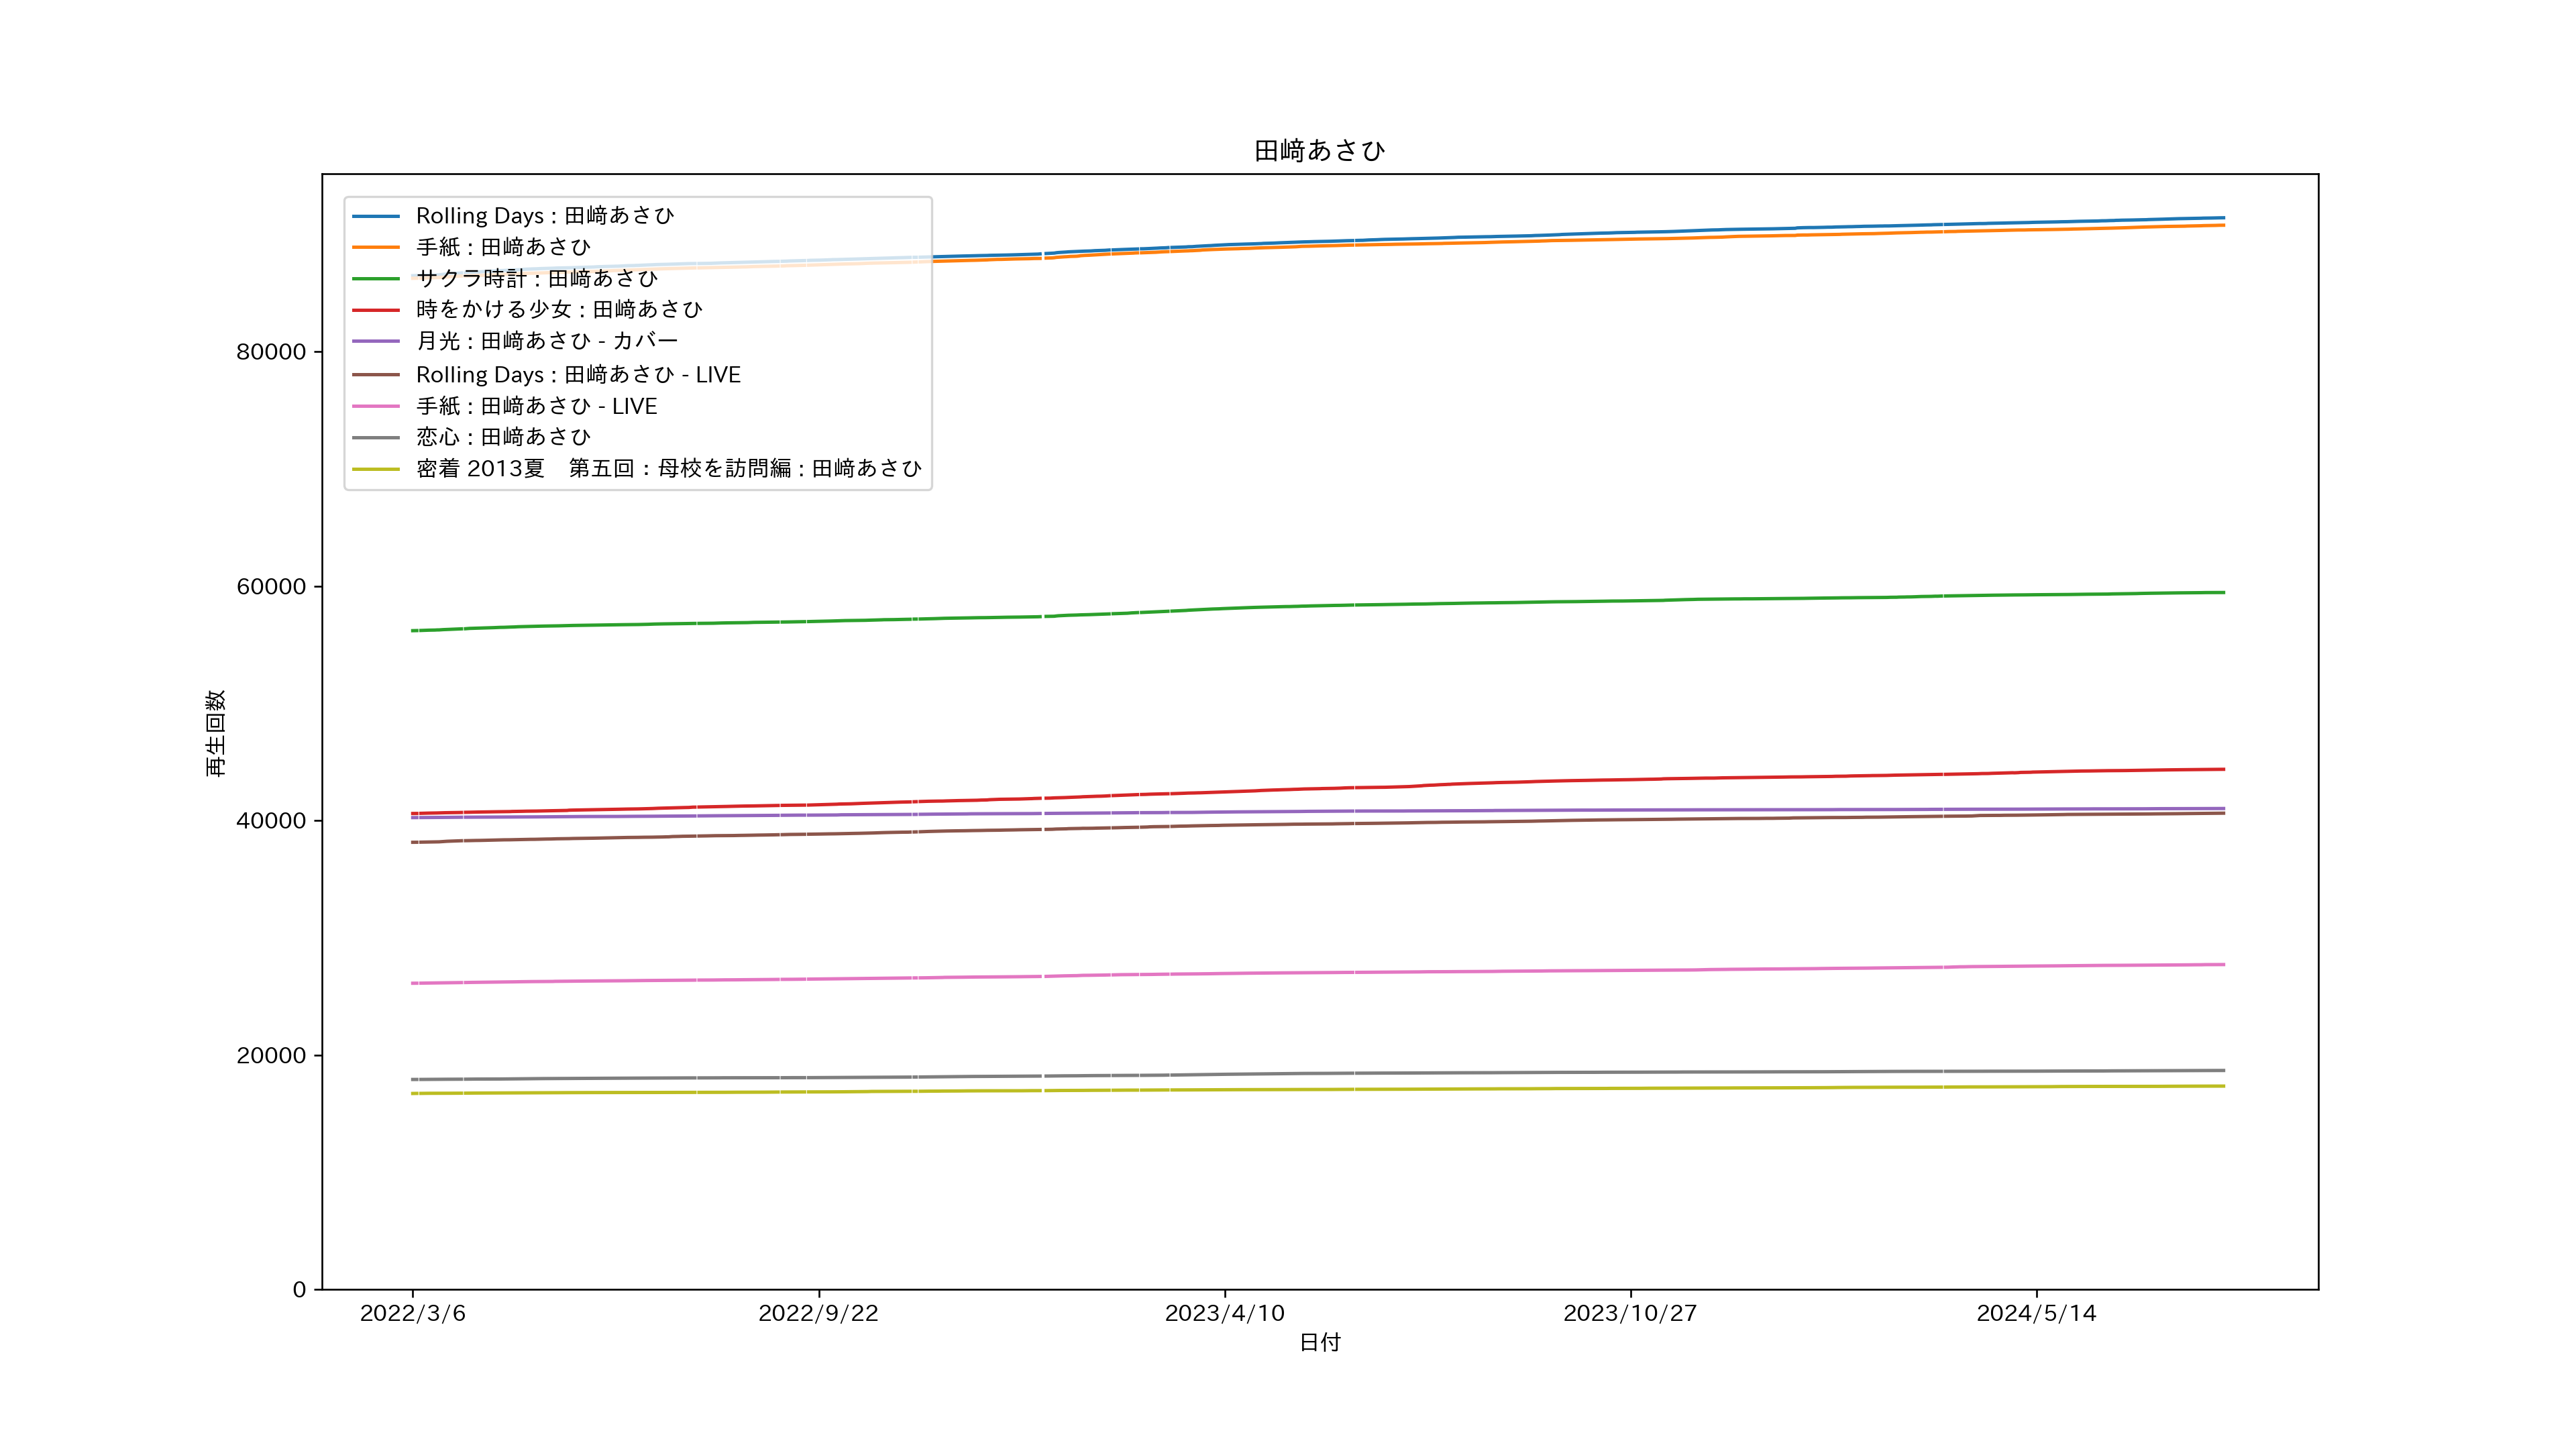 田﨑あさひ
Rolling Days : 田﨑あさひ
手紙 : 田﨑あさひ
サクラ時計 : 田﨑あさひ
時をかける少女 : 田﨑あさひ
月光 : 田﨑あさひ - カバー
Rolling Days : 田﨑あさひ - LIVE
手紙 : 田﨑あさひ - LIVE
恋心 : 田﨑あさひ
密着 2013夏　第五回：母校を訪問編 : 田﨑あさひ
80000
60000
40000
20000
0
再生回数
2022/3/6
2022/9/22
2023/4/10
2023/10/27
2024/5/14
日付